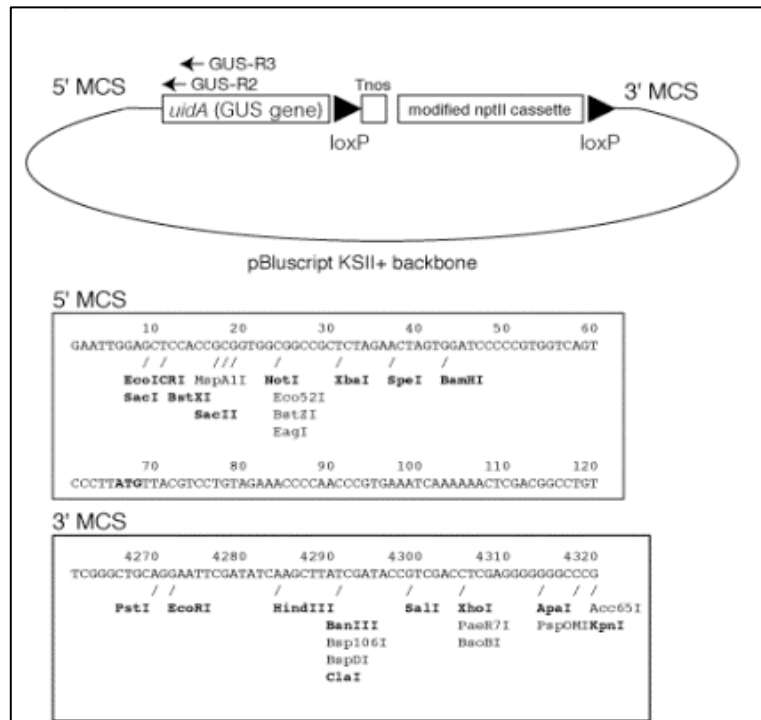 GUS-R3
GUS-R2
5' MCS
Tnos
3' MCS
uidA (GUS gene)
modified nptII cassette
loxP
loxP
pBluscript KSII+ backbone
5' MCS
10 20 30 40 50 60
GAATTGGAGCTCCACCGCGGTGGCGGCCGCTCTAGAACTAGTGGATCCCCCGTGGTCAGT
/ / /// / / / /
EcoICRI MspA1I NotI XbaI SpeI BamHI
SacI BstXI Eco52I
SacII BstZI
EagI
70 80 90 100 110 120
CCCTTATGTTACGTCCTGTAGAAACCCCAACCCGTGAAATCAAAAAACTCGACGGCCTGT
3' MCS
4270 4280 4290 4300 4310 4320
TCGGGCTGCAGGAATTCGATATCAAGCTTATCGATACCGTCGACCTCGAGGGGGGGCCCG
/ / / / / / / / /
PstI EcoRI HindIII SalI XhoI ApaI Acc65I
BanIII PaeR7I PspOMI KpnI
Bsp106I BsoBI
BspDI
ClaI